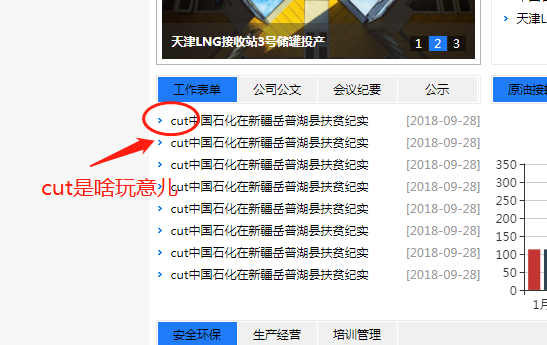 天津L
天津LNG接收站3号储罐投产
1 2 3
工作表单 公司公文 会议纪要 公示
原油接
cut中国石化在新疆岳普湖县扶贫纪实 [2018-09-28]
cut中国石化在新疆岳普湖县扶贫纪实 [2018-09-28]
cut中国石化在新疆岳普湖县扶贫纪实 [2018-09-28]
cut是啥玩意儿
cut中国石化在新疆岳普湖县扶贫纪实 [2018-09-28]
cut中国石化在新疆岳普湖县扶贫纪实 [2018-09-28]
cut中国石化在新疆岳普湖县扶贫纪实 [2018-09-28]
cut中国石化在新疆岳普湖县扶贫纪实 [2018-09-28]
cut中国石化在新疆岳普湖县扶贫纪实 [2018-09-28]
350
300
250
200
150
100
50
0
1月
安全环保 生产经营 培训管理